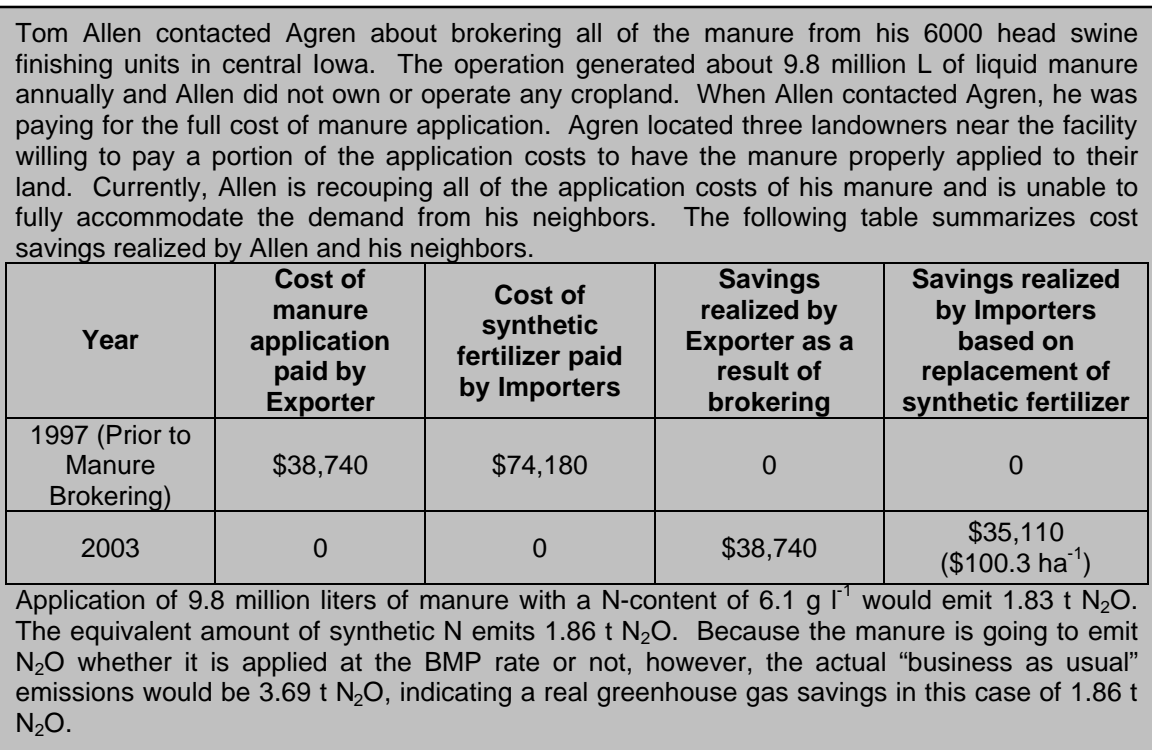 Tom Allen contacted Agren about brokering all of the manure from his 6000 head swine
finishing units in central Iowa. The operation generated about 9.8 million L of liquid manure
annually and Allen did not own or operate any cropland. When Allen contacted Agren, he was
paying for the full cost of manure application. Agren located three landowners near the facility
willing to pay a portion of the application costs to have the manure properly applied to their
land. Currently, Allen is recouping all of the application costs of his manure and is unable to
fully accommodate the demand from his neighbors. The following table summarizes cost
savings realized by Allen and his neighbors.
Year
Cost of
manure
application
paid by
Exporter
Cost of
synthetic
fertilizer paid
by Importers
Savings
realized by
Exporter as a
result of
brokering
Savings realized
by Importers
based on
replacement of
synthetic fertilizer
1997 (Prior to
Manure
Brokering)
$38,740
$74,180
0
0
2003
0
0
$38,740
$35,110
($100.3 ha⁻¹)
Application of 9.8 million liters of manure with a N-content of 6.1 g l⁻¹ would emit 1.83 t N₂O.
The equivalent amount of synthetic N emits 1.86 t N₂O. Because the manure is going to emit
N₂O whether it is applied at the BMP rate or not, however, the actual “business as usual”
emissions would be 3.69 t N₂O, indicating a real greenhouse gas savings in this case of 1.86 t
N₂O.